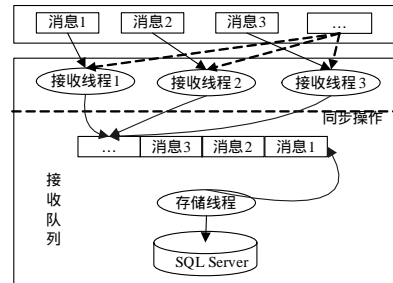 消息1 消息2 消息3 …
接收线程1 接收线程2 接收线程3
同步操作
… 消息3 消息2 消息1
接
收
队
列
存储线程
SQL Server